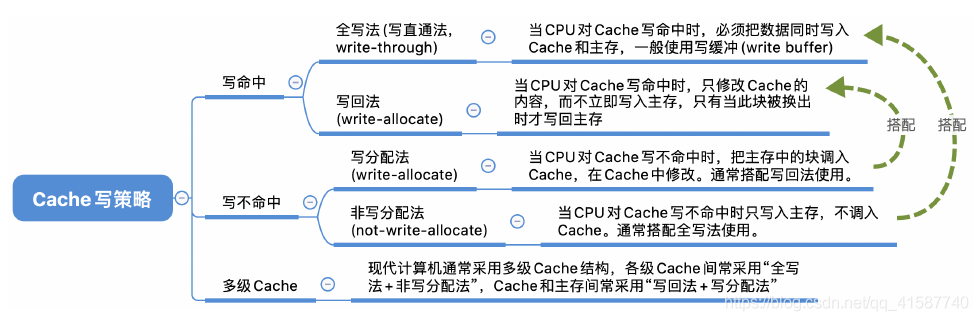 全写法(写直通法,
write-through)
当CPU对Cache写命中时，必须把数据同时写入
Cache和主存，一般使用写缓冲(write buffer)
写命中
当CPU对Cache写命中时，只修改Cache的
内容，而不立即写入主存，只有当此块被换出
时才写回主存
写回法
(write-allocate)
搭配
搭配
Cache写策略
写分配法
(write-allocate)
当CPU对Cache写不命中时，把主存中的块调入
Cache，在Cache中修改。通常搭配写回法使用。
写不命中
非写分配法
(not-write-allocate)
当CPU对Cache写不命中时只写入主存，不调入
Cache。通常搭配全写法使用。
多级Cache
现代计算机通常采用多级Cache结构，各级Cache间常采用“全写
法+非写分配法”，Cache和主存间常采用“写回法+写分配法”
https://blog.csdn.net/qq_41587740